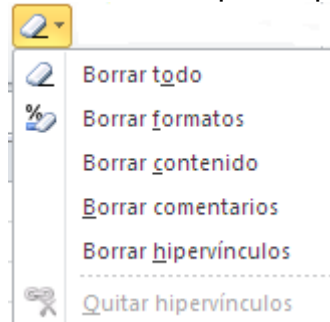 Borrar todo
Borrar formatos
Borrar contenido
Borrar comentarios
Borrar hipervínculos
Quitar hipervínculos